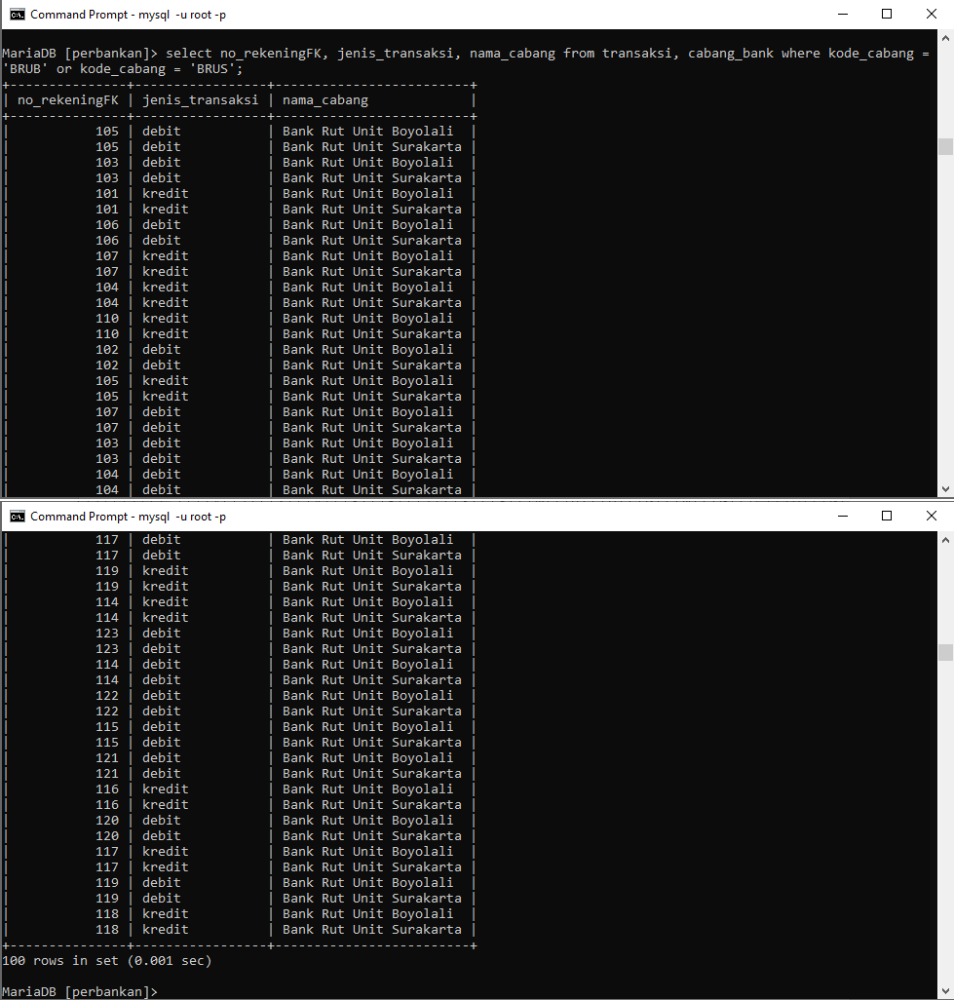 Command Prompt - mysql  -u root -p
MariaDB [perbankan]> select no_rekeningFK, jenis_transaksi, nama_cabang from transaksi, cabang_bank where kode_cabang =
'BRUB' or kode_cabang = 'BRUS';
+---------------+-----------------+-------------------------+
| no_rekeningFK | jenis_transaksi | nama_cabang             |
+---------------+-----------------+-------------------------+
|           105 | debit           | Bank Rut Unit Boyolali  |
|           105 | debit           | Bank Rut Unit Surakarta |
|           103 | debit           | Bank Rut Unit Boyolali  |
|           103 | debit           | Bank Rut Unit Surakarta |
|           101 | kredit          | Bank Rut Unit Boyolali  |
|           101 | kredit          | Bank Rut Unit Surakarta |
|           106 | debit           | Bank Rut Unit Boyolali  |
|           106 | debit           | Bank Rut Unit Surakarta |
|           107 | kredit          | Bank Rut Unit Boyolali  |
|           107 | kredit          | Bank Rut Unit Surakarta |
|           104 | kredit          | Bank Rut Unit Boyolali  |
|           104 | kredit          | Bank Rut Unit Surakarta |
|           110 | kredit          | Bank Rut Unit Boyolali  |
|           110 | kredit          | Bank Rut Unit Surakarta |
|           102 | debit           | Bank Rut Unit Boyolali  |
|           102 | debit           | Bank Rut Unit Surakarta |
|           105 | kredit          | Bank Rut Unit Boyolali  |
|           105 | kredit          | Bank Rut Unit Surakarta |
|           107 | debit           | Bank Rut Unit Boyolali  |
|           107 | debit           | Bank Rut Unit Surakarta |
|           103 | debit           | Bank Rut Unit Boyolali  |
|           103 | debit           | Bank Rut Unit Surakarta |
|           104 | debit           | Bank Rut Unit Boyolali  |
|           104 | debit           | Bank Rut Unit Surakarta |
Command Prompt - mysql  -u root -p
|           117 | debit           | Bank Rut Unit Boyolali  |
|           117 | debit           | Bank Rut Unit Surakarta |
|           119 | kredit          | Bank Rut Unit Boyolali  |
|           119 | kredit          | Bank Rut Unit Surakarta |
|           114 | kredit          | Bank Rut Unit Boyolali  |
|           114 | kredit          | Bank Rut Unit Surakarta |
|           123 | debit           | Bank Rut Unit Boyolali  |
|           123 | debit           | Bank Rut Unit Surakarta |
|           114 | debit           | Bank Rut Unit Boyolali  |
|           114 | debit           | Bank Rut Unit Surakarta |
|           122 | debit           | Bank Rut Unit Boyolali  |
|           122 | debit           | Bank Rut Unit Surakarta |
|           115 | debit           | Bank Rut Unit Boyolali  |
|           115 | debit           | Bank Rut Unit Surakarta |
|           121 | debit           | Bank Rut Unit Boyolali  |
|           121 | debit           | Bank Rut Unit Surakarta |
|           116 | kredit          | Bank Rut Unit Boyolali  |
|           116 | kredit          | Bank Rut Unit Surakarta |
|           120 | debit           | Bank Rut Unit Boyolali  |
|           120 | debit           | Bank Rut Unit Surakarta |
|           117 | kredit          | Bank Rut Unit Boyolali  |
|           117 | kredit          | Bank Rut Unit Surakarta |
|           119 | debit           | Bank Rut Unit Boyolali  |
|           119 | debit           | Bank Rut Unit Surakarta |
|           118 | kredit          | Bank Rut Unit Boyolali  |
|           118 | kredit          | Bank Rut Unit Surakarta |
+---------------+-----------------+-------------------------+
100 rows in set (0.001 sec)
MariaDB [perbankan]>